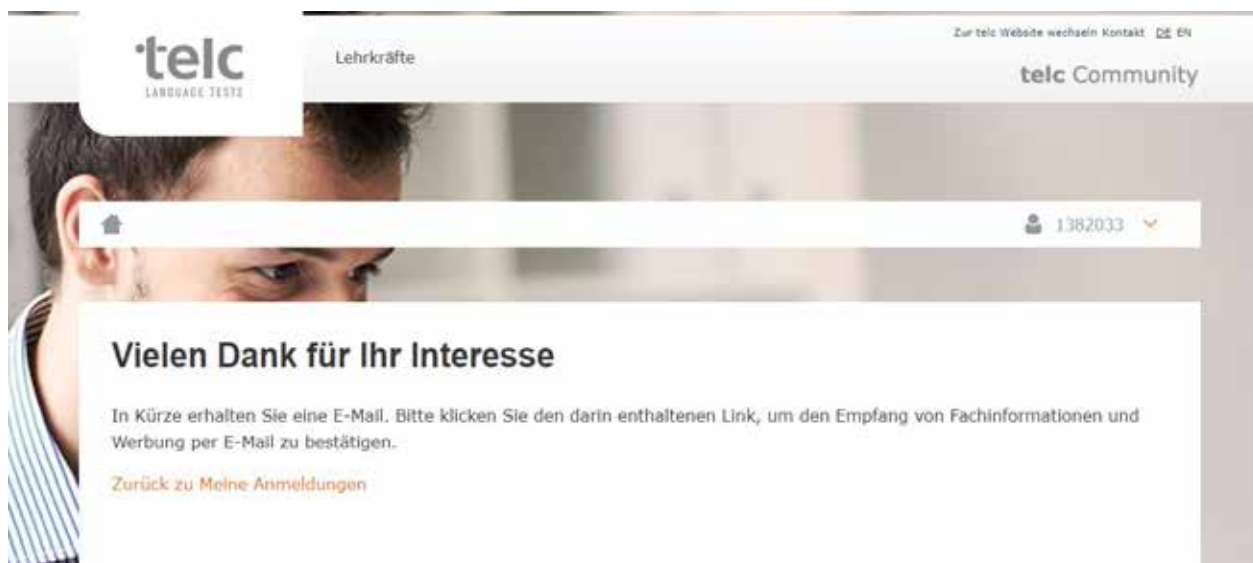 Zur telc Website wechseln Kontakt DE EN
telc
LANGUAGE TESTS
Lehrkräfte
telc Community
1382033
Vielen Dank für Ihr Interesse
In Kürze erhalten Sie eine E-Mail. Bitte klicken Sie den darin enthaltenen Link, um den Empfang von Fachinformationen und
Werbung per E-Mail zu bestätigen.
Zurück zu Meine Anmeldungen